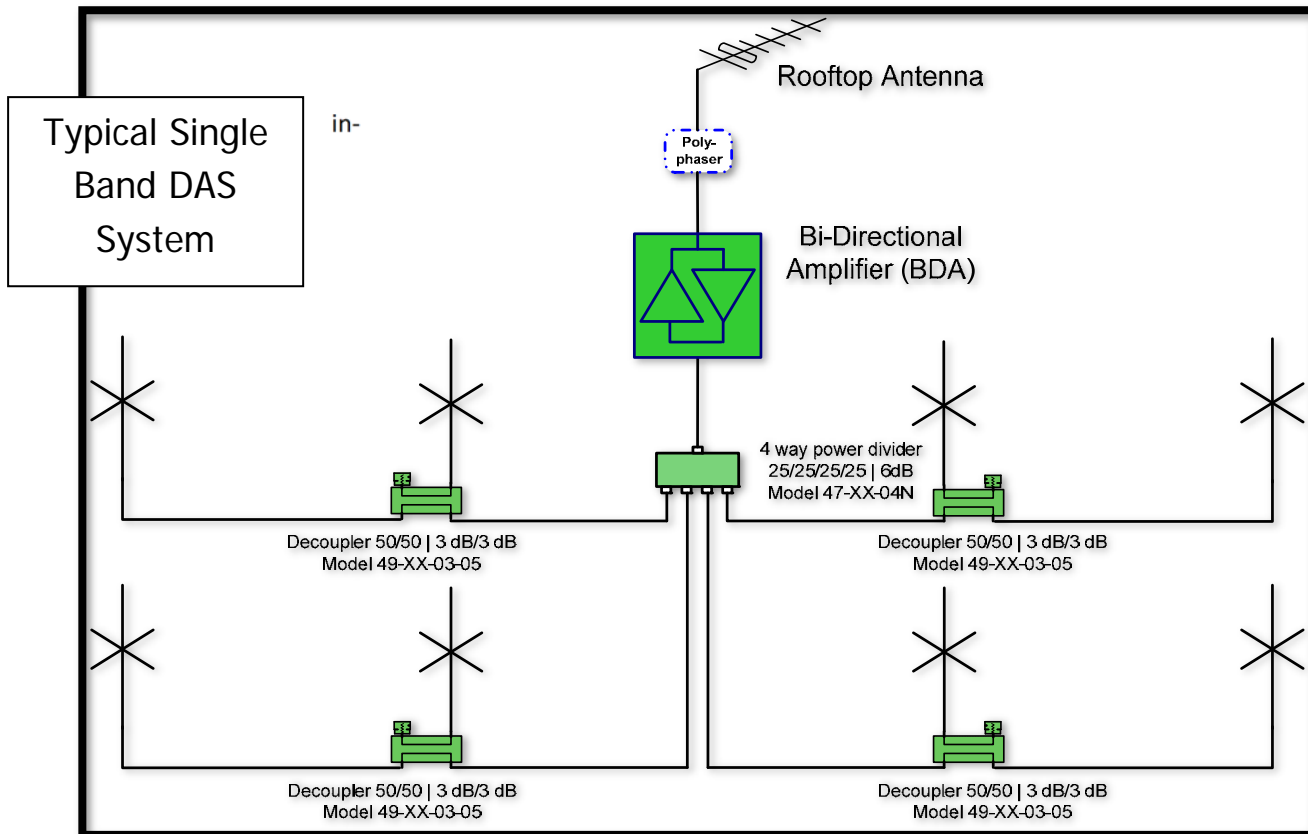 Typical Single
Band DAS
System
in-
Rooftop Antenna
Poly-
phaser
Bi-Directional
Amplifier (BDA)
4 way power divider
25/25/25/25 | 6dB
Model 47-XX-04N
Decoupler 50/50 | 3 dB/3 dB
Model 49-XX-03-05
Decoupler 50/50 | 3 dB/3 dB
Model 49-XX-03-05
Decoupler 50/50 | 3 dB/3 dB
Model 49-XX-03-05
Decoupler 50/50 | 3 dB/3 dB
Model 49-XX-03-05